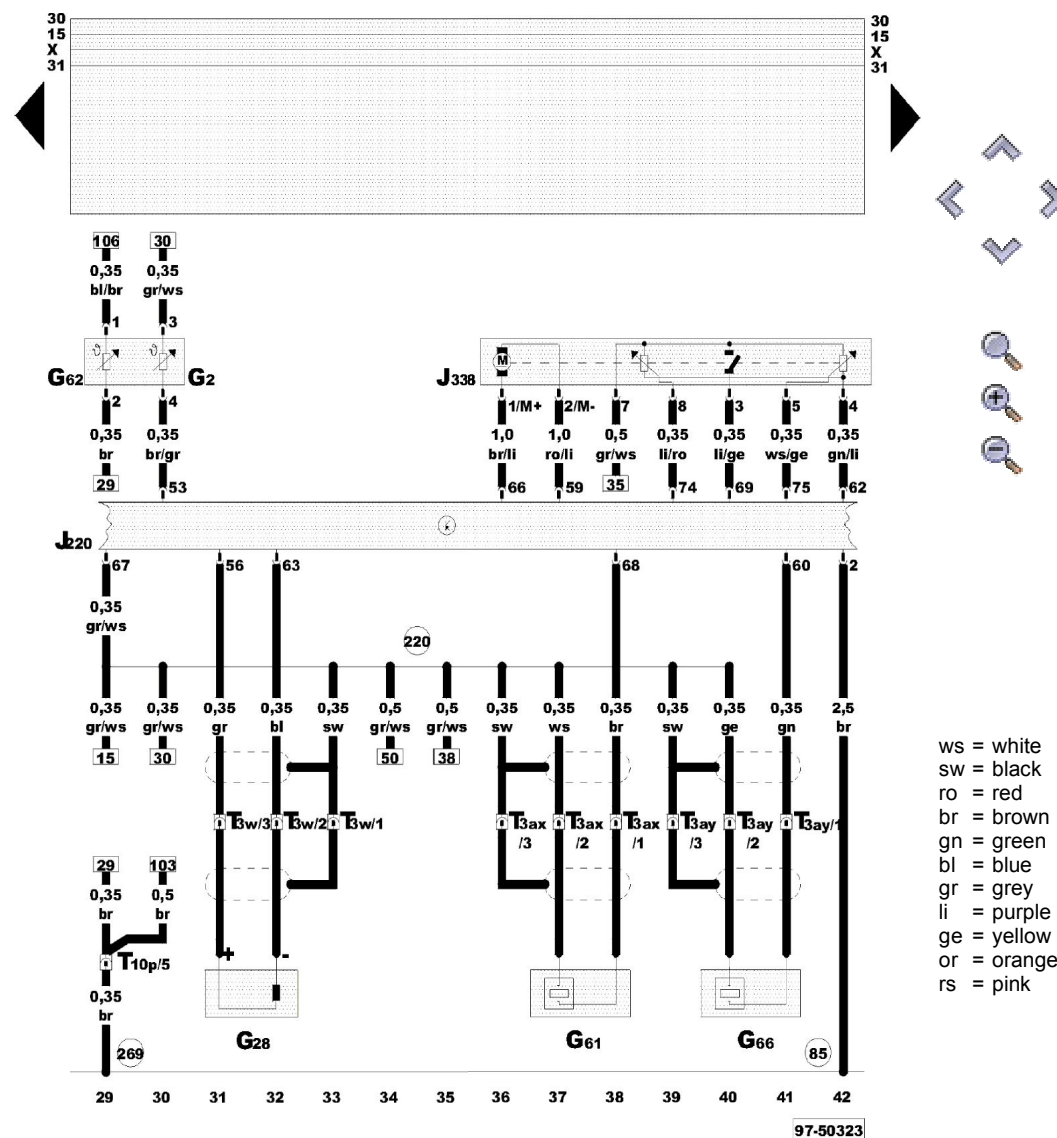 30 30
15 15
X X
31 31
106 30
0,35 0,35
bl/br gr/ws
1 3
G62 G2 J338 M
2 4 1/M+ 2/M- 7 8 3 5 4
0,35 0,35 1,0 1,0 0,5 0,35 0,35 0,35 0,35
br br/gr br/li ro/li gr/ws li/ro li/ge ws/ge gn/li
29 53 66 59 35 74 69 75 62
J220
67 56 63 68 60 2
0,35
gr/ws
220
0,35 0,35 0,35 0,35 0,35 0,5 0,5 0,35 0,35 0,35 0,35 0,35 0,35 2,5
gr/ws gr/ws gr bl sw gr/ws gr/ws sw ws br sw ge gn br
15 30 50 38
T3w/3 T3w/2 T3w/1 T3ax/3 T3ax/2 T3ax/1 T3ay/3 T3ay/2 T3ay/1
29 103
0,35 0,5
br br
T10p/5
+ -
0,35
br
G28 G61 G66
269 85
29 30 31 32 33 34 35 36 37 38 39 40 41 42
97-50323
ws = white
sw = black
ro = red
br = brown
gn = green
bl = blue
gr = grey
li = purple
ge = yellow
or = orange
rs = pink